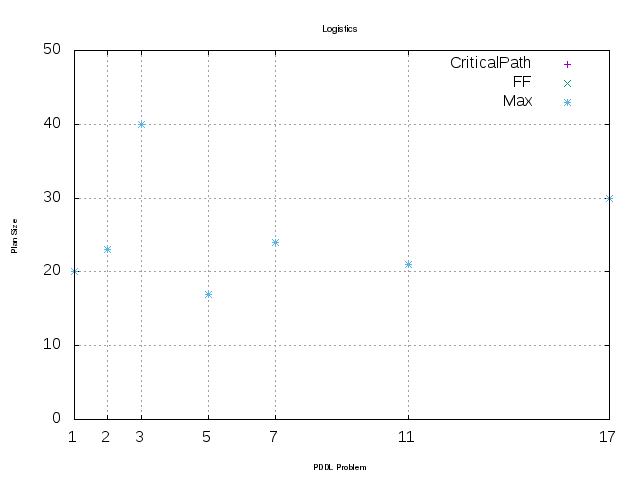 Logistics
50
CriticalPath
FF
Max
40
30
Plan Size
20
10
0
1 2 3 5 7 11 17
PDDL Problem